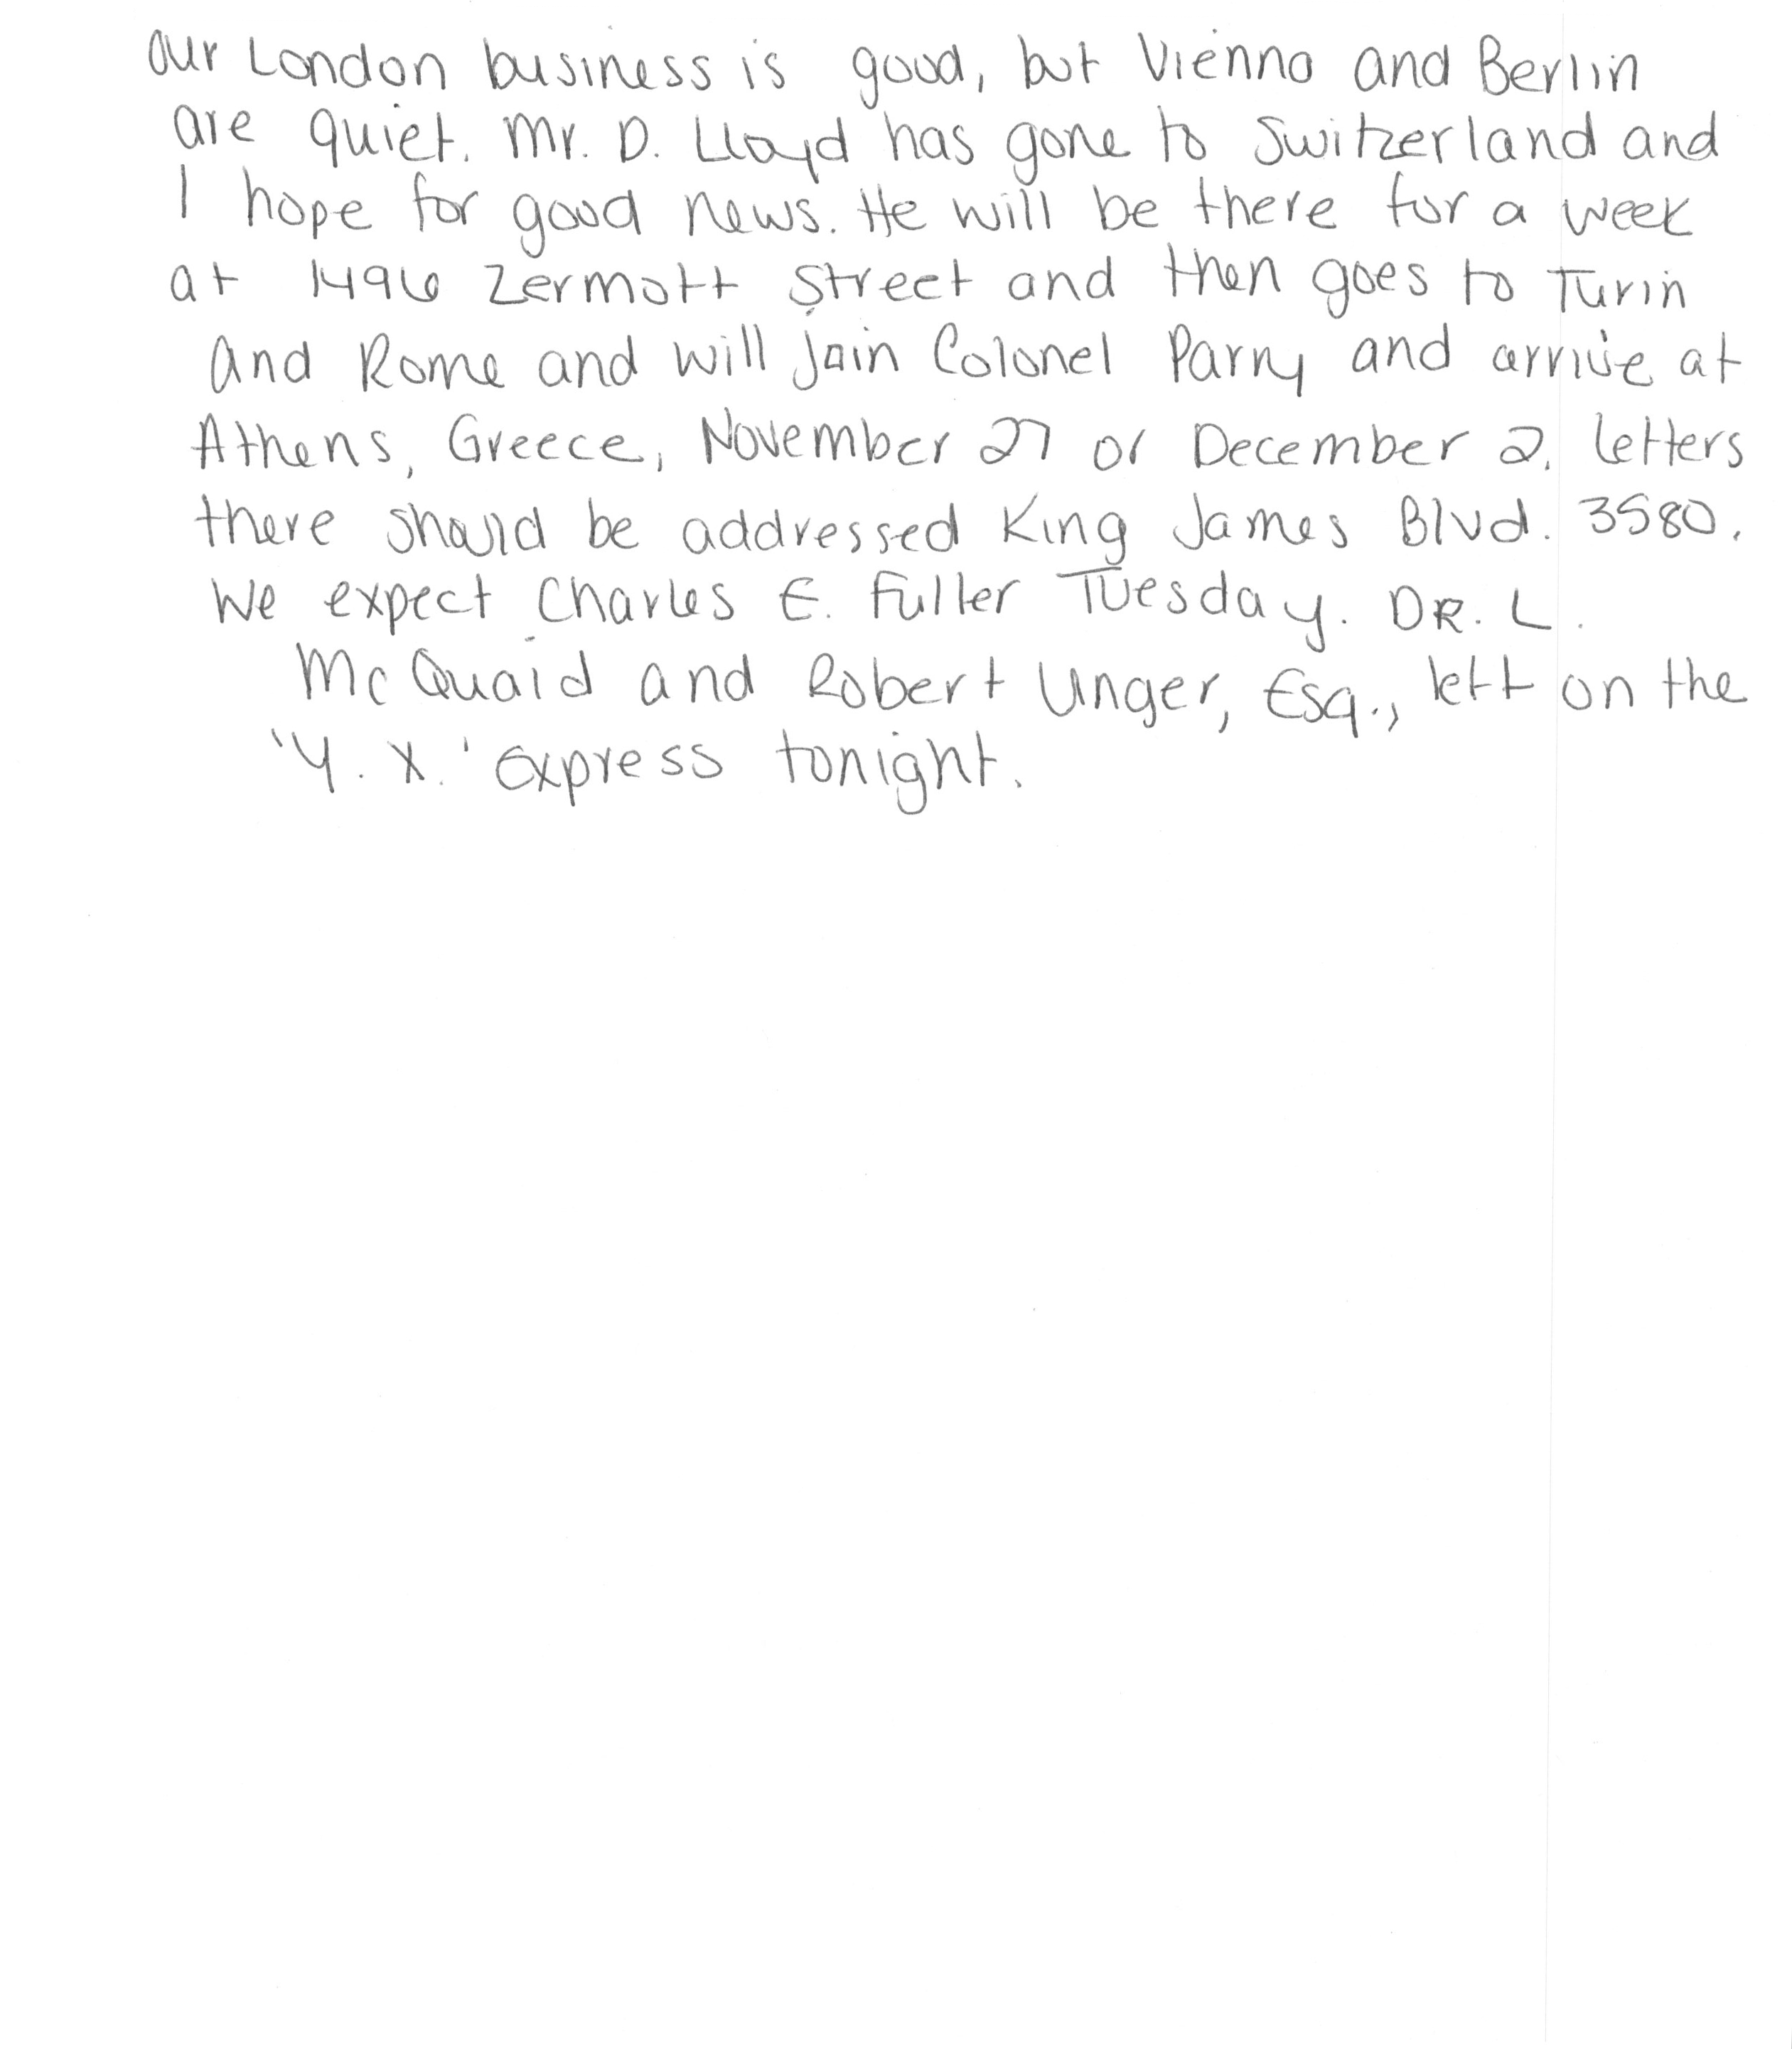 Our London business is good, but Vienna and Berlin
are quiet. Mr. D. Lloyd has gone to Switzerland and
I hope for good news. He will be there for a week
at 1496 Zermott Street and then goes to Turin
and Rome and will join Colonel Parry and arrive at
Athens, Greece, November 27 or December 2. Letters
there should be addressed King James Blvd. 3580.
We expect Charles E. Fuller Tuesday. DR. L.
McQuaid and Robert Unger, Esq., left on the
'Y. X.' Express tonight.